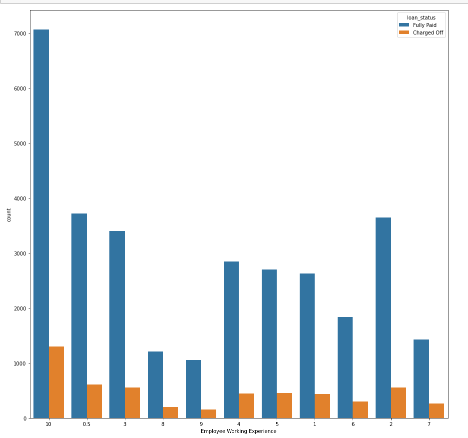 loan_status
Fully Paid
Charged Off
7000
6000
5000
4000
3000
2000
1000
0
count
10 0.5 3 8 9 4 5 1 6 2 7
Employee Working Experience